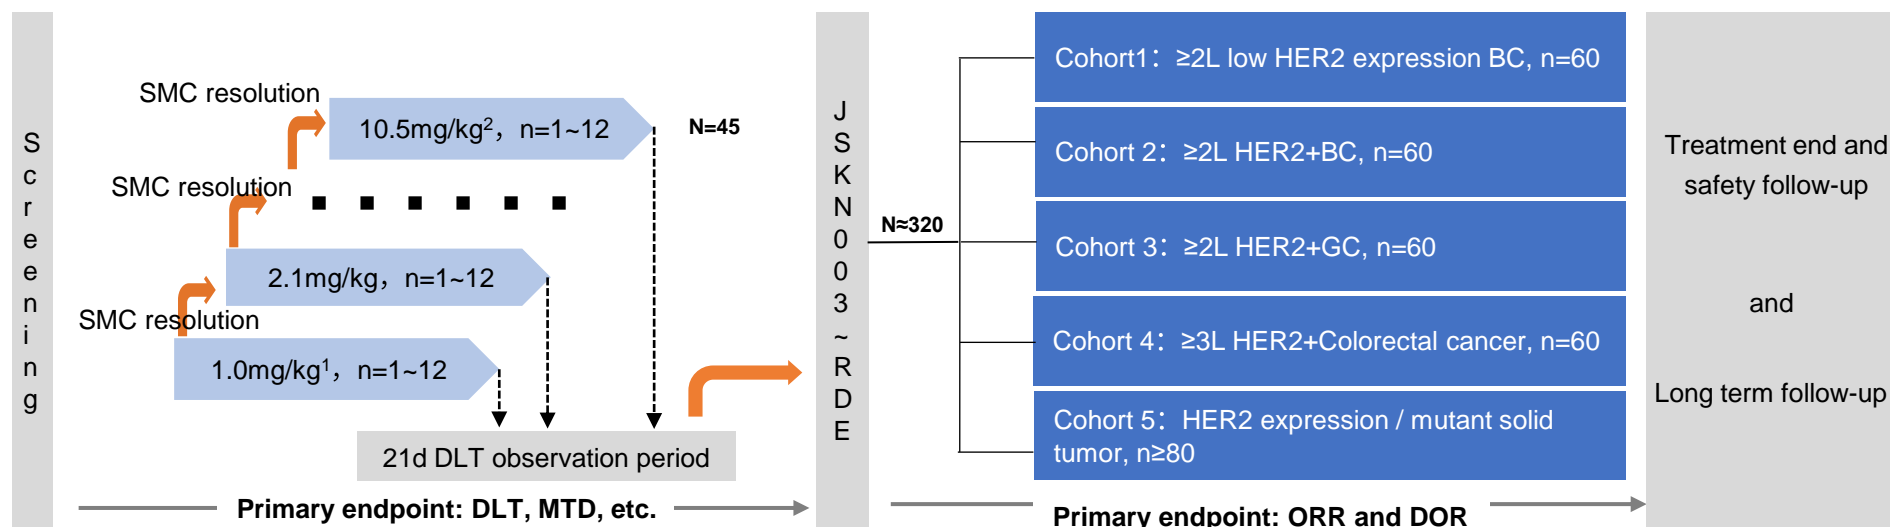 Screening
SMC resolution
10.5mg/kg²，n=1~12
N=45
SMC resolution
2.1mg/kg，n=1~12
SMC resolution
1.0mg/kg¹，n=1~12
21d DLT observation period
Primary endpoint: DLT, MTD, etc.
JSKN003~RDE
N≈320
Cohort1：≥2L low HER2 expression BC, n=60
Cohort 2：≥2L HER2+BC, n=60
Cohort 3：≥2L HER2+GC, n=60
Cohort 4：≥3L HER2+Colorectal cancer, n=60
Cohort 5：HER2 expression / mutant solid
tumor, n≥80
Primary endpoint: ORR and DOR
Treatment end and
safety follow-up
and
Long term follow-up